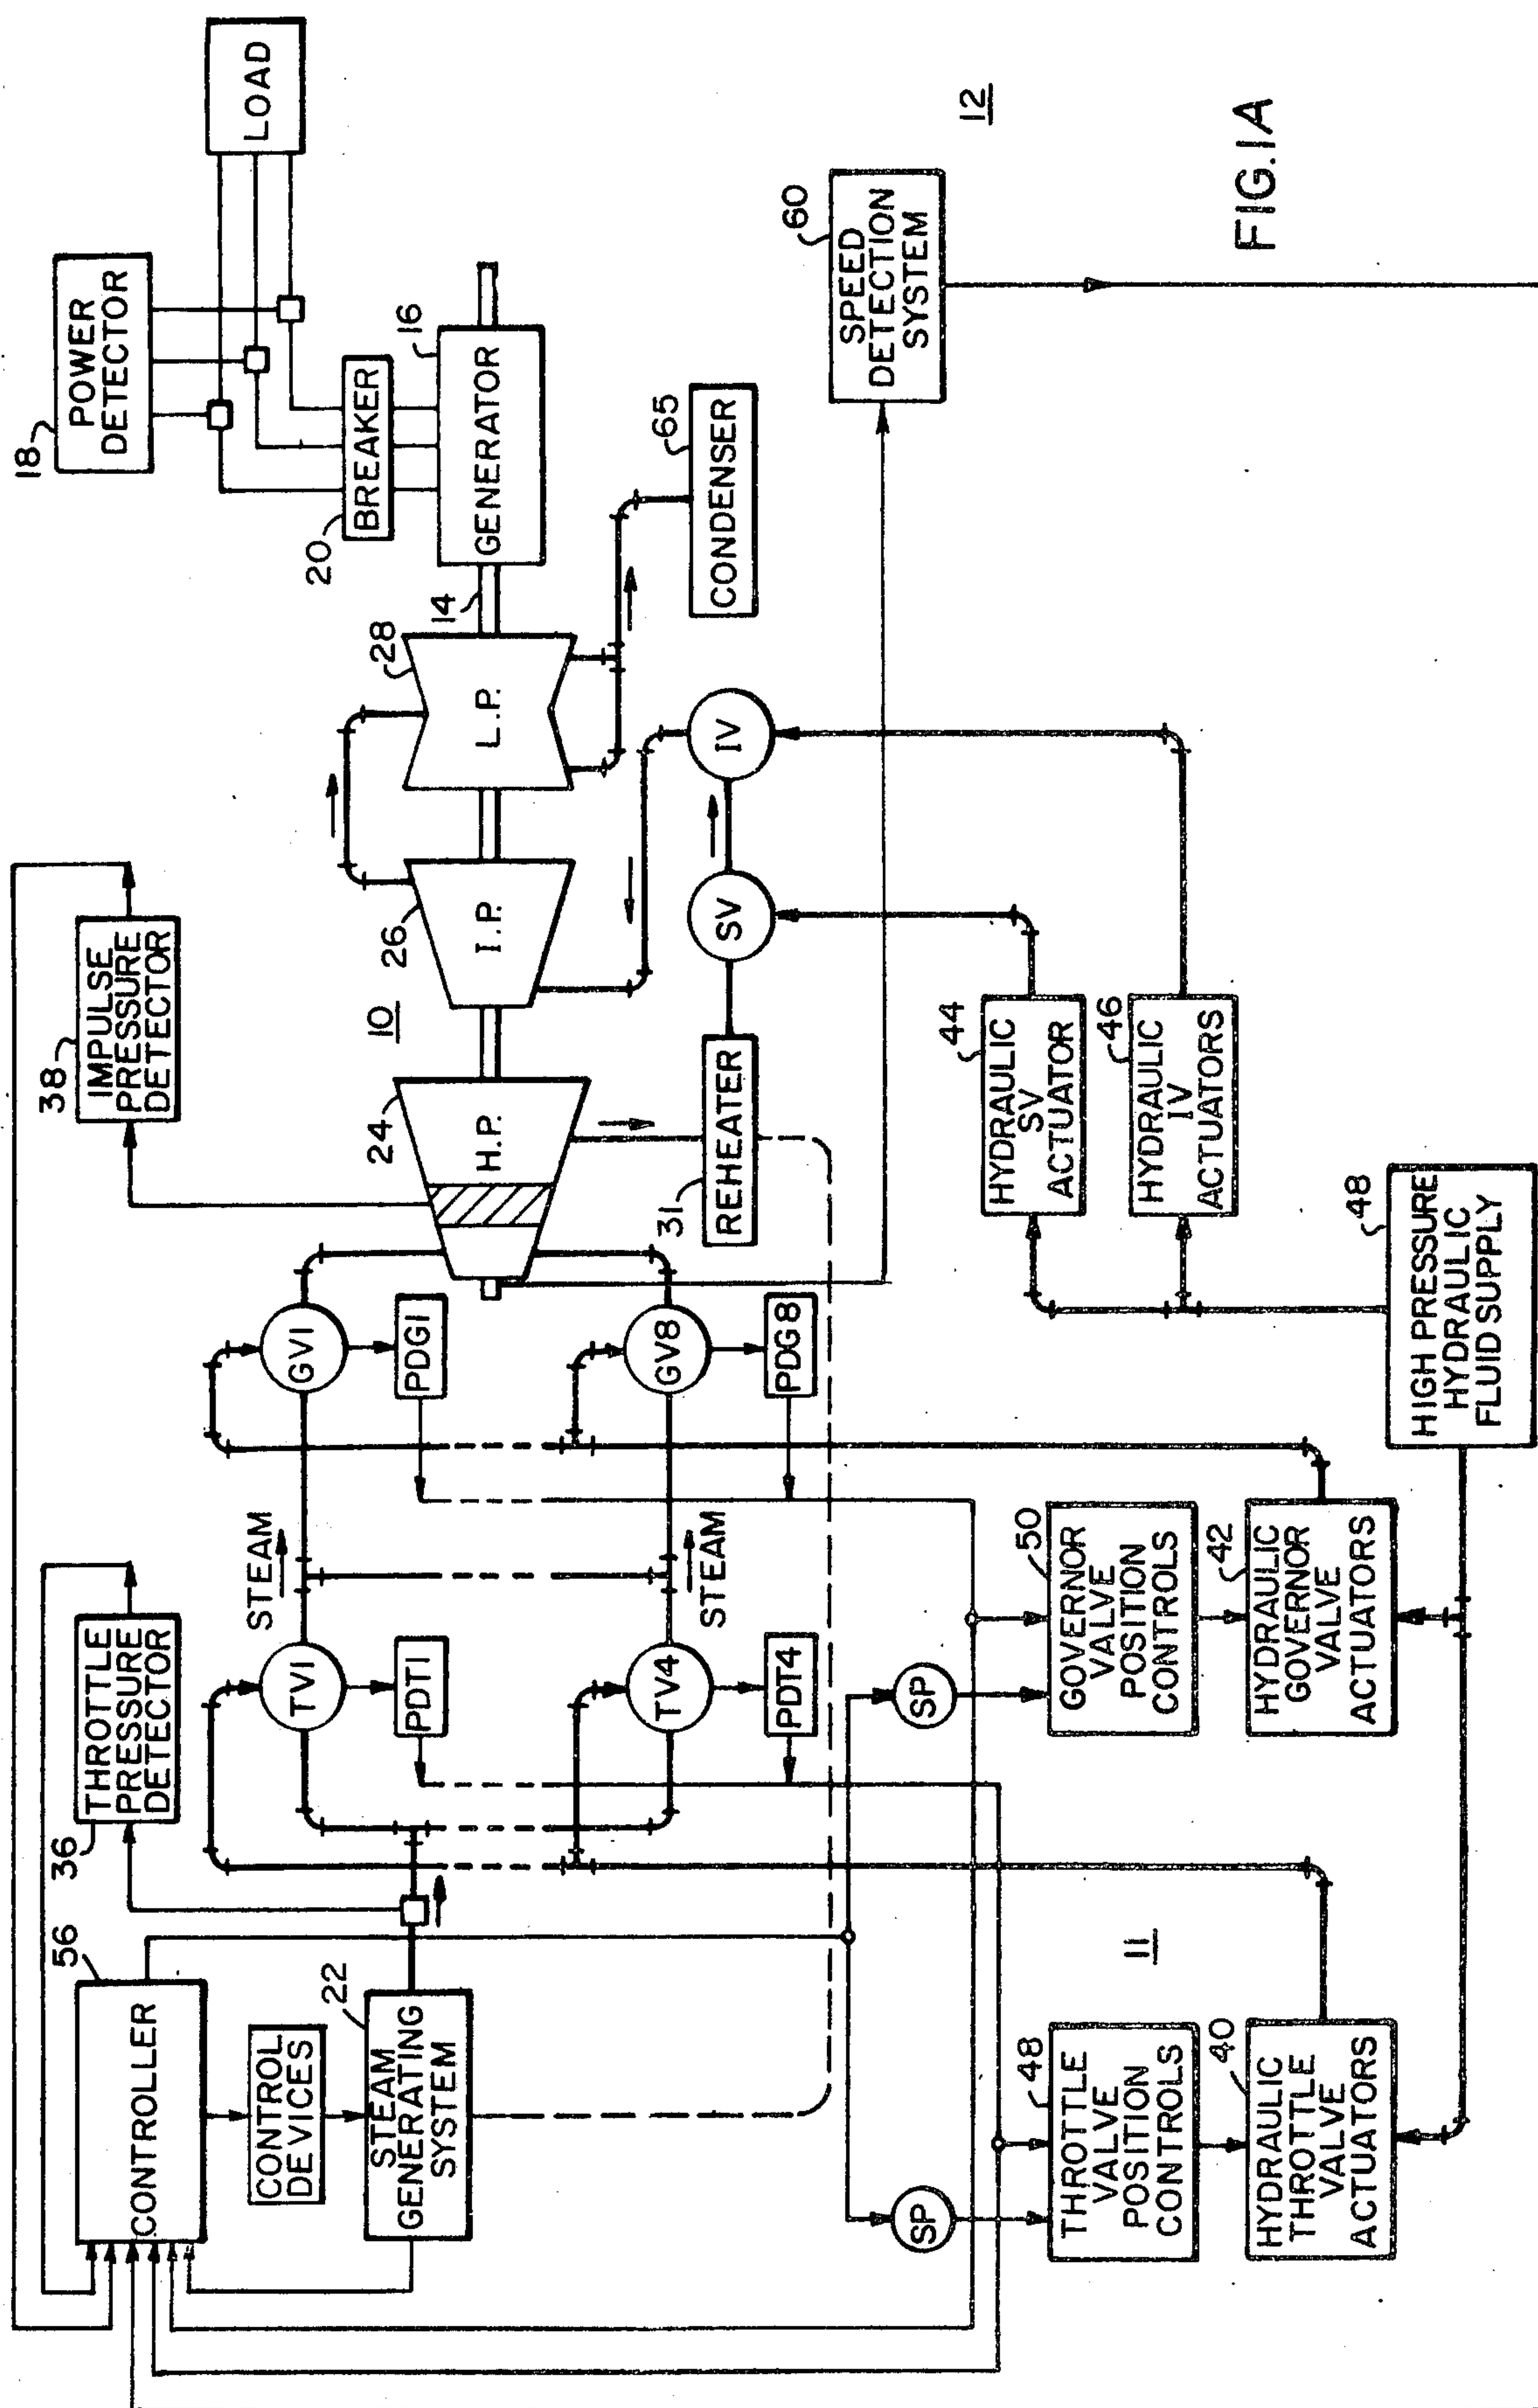 18
POWER
DETECTOR
LOAD
20
BREAKER
16
GENERATOR
14
28
L.P.
26
I.P.
10
24
H.P.
38
IMPULSE
PRESSURE
DETECTOR
36
THROTTLE
PRESSURE
DETECTOR
56
CONTROLLER
CONTROL
DEVICES
22
STEAM
GENERATING
SYSTEM
TV1
PDT1
STEAM
GV1
PDG1
TV4
PDT4
STEAM
GV8
PDG8
31
REHEATER
SV
IV
65
CONDENSER
60
SPEED
DETECTION
SYSTEM
12
SP
SP
11
48
THROTTLE
VALVE
POSITION
CONTROLS
40
HYDRAULIC
THROTTLE
VALVE
ACTUATORS
50
GOVERNOR
VALVE
POSITION
CONTROLS
42
HYDRAULIC
GOVERNOR
VALVE
ACTUATORS
44
HYDRAULIC
SV
ACTUATOR
46
HYDRAULIC
IV
ACTUATORS
48
HIGH PRESSURE
HYDRAULIC
FLUID SUPPLY
FIG.1A